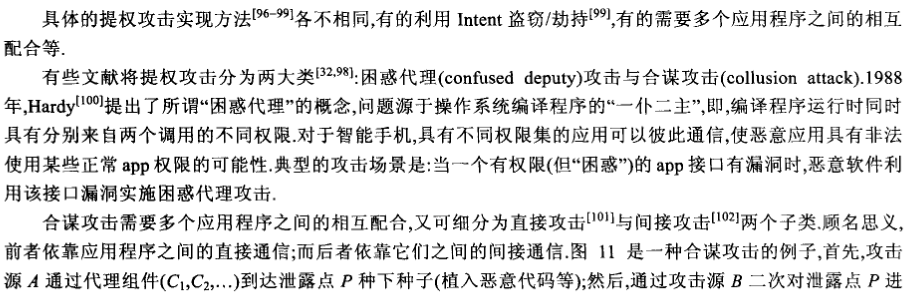 具体的提权攻击实现方法[96−99]各不相同,有的利用 Intent 盗窃/劫持[99],有的需要多个应用程序之间的相互
配合等.
有些文献将提权攻击分为两大类[32,98]:困惑代理(confused deputy)攻击与合谋攻击(collusion attack).1988
年,Hardy[100]提出了所谓“困惑代理”的概念,问题源于操作系统编译程序的“一仆二主”,即,编译程序运行时同时
具有分别来自两个调用的不同权限.对于智能手机,具有不同权限集的应用可以彼此通信,使恶意应用具有非法
使用某些正常 app 权限的可能性.典型的攻击场景是:当一个有权限(但“困惑”)的 app 接口有漏洞时,恶意软件利
用该接口漏洞实施困惑代理攻击.
合谋攻击需要多个应用程序之间的相互配合,又可细分为直接攻击[101]与间接攻击[102]两个子类.顾名思义,
前者依靠应用程序之间的直接通信;而后者依靠它们之间的间接通信.图 11 是一种合谋攻击的例子,首先,攻击
源 A 通过代理组件(C1,C2,...)到达泄露点 P 种下种子(植入恶意代码等);然后,通过攻击源 B 二次对泄露点 P 进